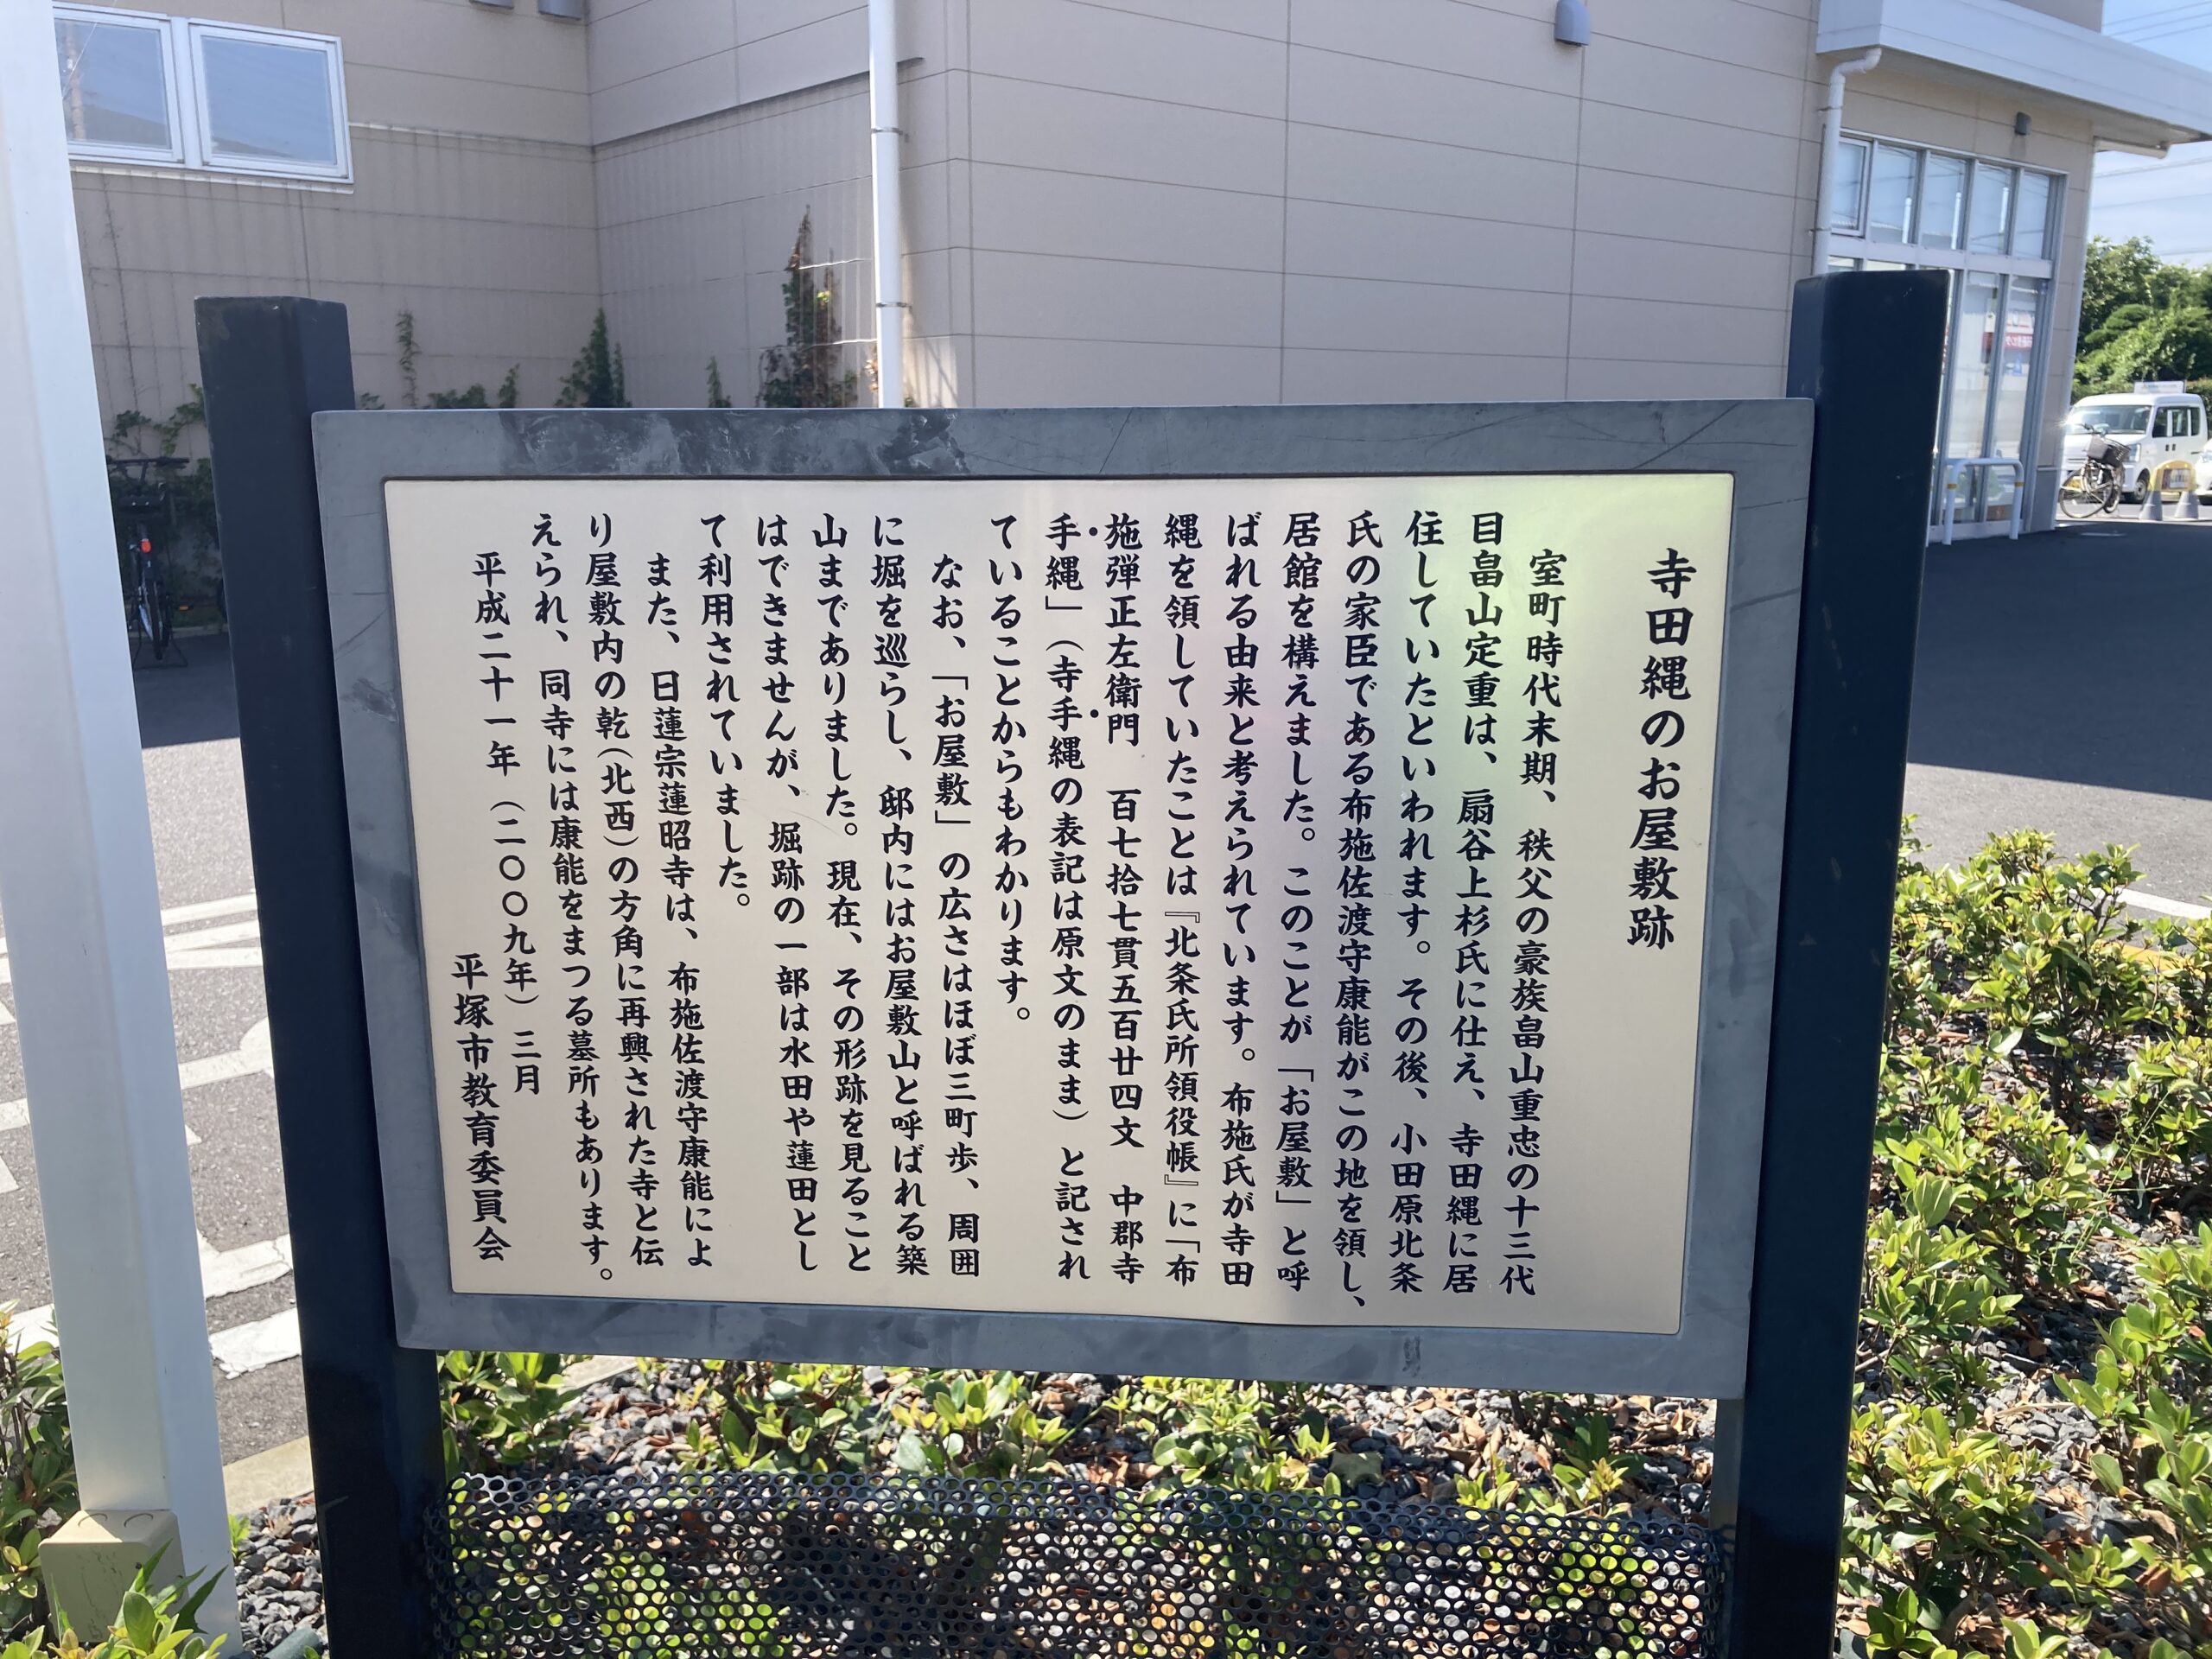 寺田縄のお屋敷跡
室町時代末期、秩父の豪族畠山重忠の十三代
目畠山定重は、扇谷上杉氏に仕え、寺田縄に居
住していたといわれます。その後、小田原北条
氏の家臣である布施佐渡守康能がこの地を領し、
居館を構えました。このことが「お屋敷」と呼
ばれる由来と考えられています。布施氏が寺田
縄を領していたことは『北条氏所領役帳』に「布
施弾正左衛門　百七拾七貫五百廿四文　中郡寺
手縄」（寺手縄の表記は原文のまま）と記され
ていることからもわかります。
なお、「お屋敷」の広さはほぼ三町歩、周囲
に堀を巡らし、邸内にはお屋敷山と呼ばれる築
山までありました。現在、その形跡を見ること
はできませんが、堀跡の一部は水田や蓮田とし
て利用されていました。
また、日蓮宗蓮昭寺は、布施佐渡守康能によ
り屋敷内の乾（北西）の方角に再興された寺と伝
えられ、同寺には康能をまつる墓所もあります。
平成二十一年（二〇〇九年）三月
平塚市教育委員会